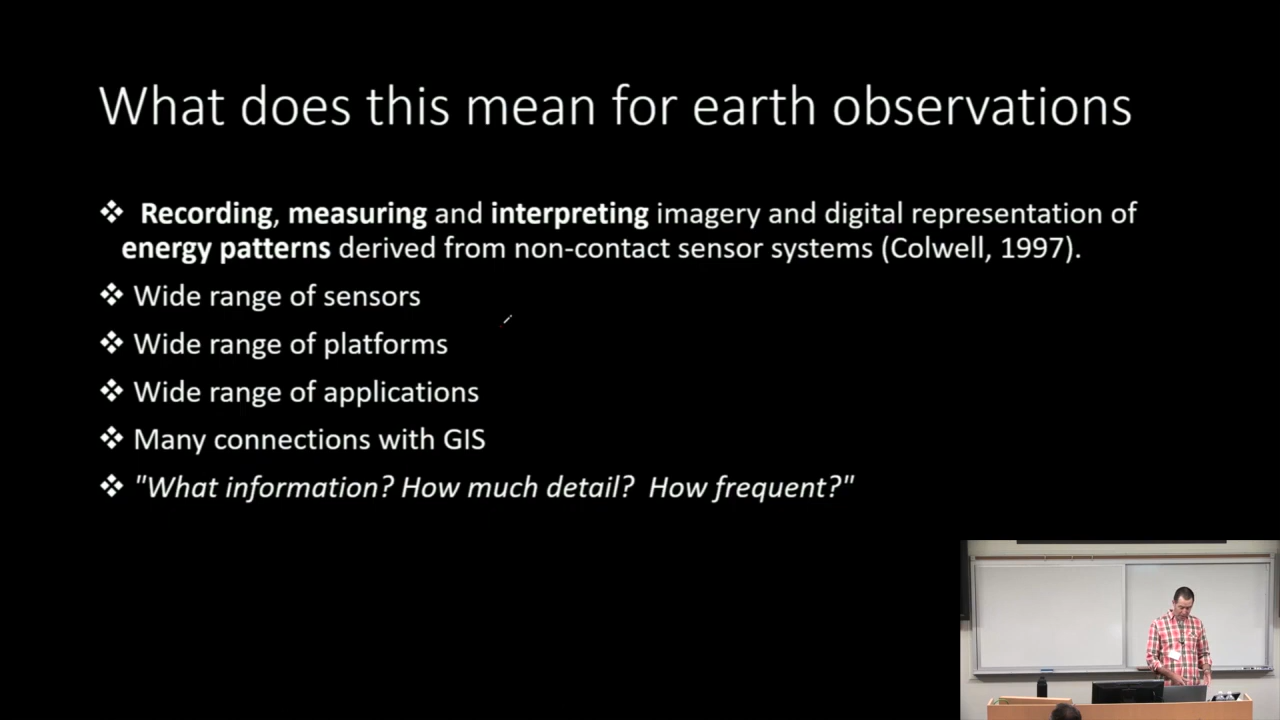 What does this mean for earth observations
❖ Recording, measuring and interpreting imagery and digital representation of
energy patterns derived from non-contact sensor systems (Colwell, 1997).
❖ Wide range of sensors
❖ Wide range of platforms
❖ Wide range of applications
❖ Many connections with GIS
❖ "What information? How much detail?  How frequent?"